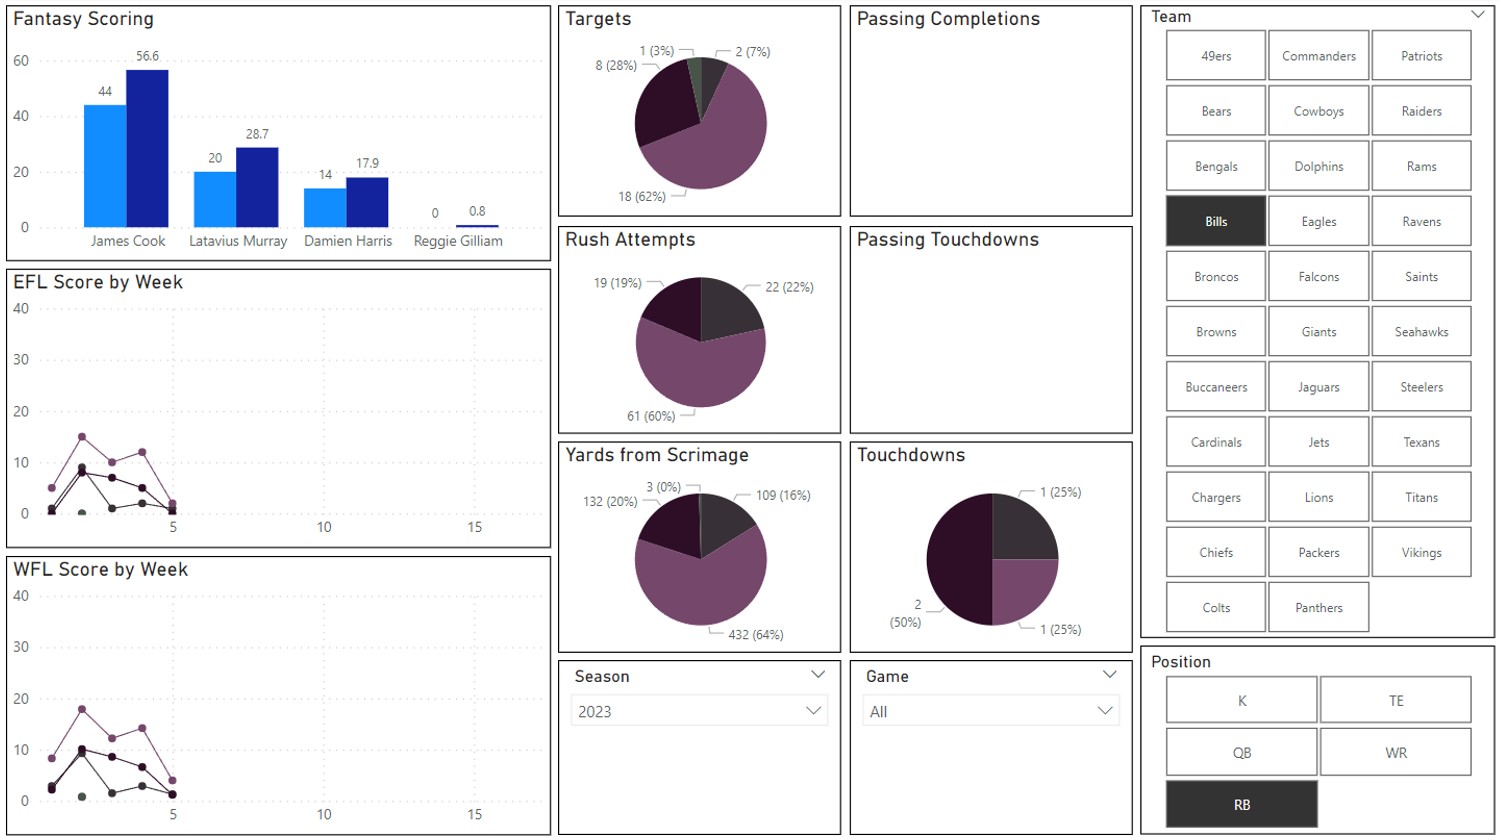 Fantasy Scoring
60
40
20
0
44
56.6
20
28.7
14
17.9
0
0.8
James Cook
Latavius Murray
Damien Harris
Reggie Gilliam
EFL Score by Week
40
30
20
10
0
5
10
15
WFL Score by Week
40
30
20
10
0
5
10
15
Targets
1 (3%)
2 (7%)
8 (28%)
18 (62%)
Rush Attempts
19 (19%)
22 (22%)
61 (60%)
Yards from Scrimage
3 (0%)
132 (20%)
109 (16%)
432 (64%)
Season
2023
Passing Completions
Passing Touchdowns
Touchdowns
1 (25%)
2
(50%)
1 (25%)
Game
All
Team
49ers
Commanders
Patriots
Bears
Cowboys
Raiders
Bengals
Dolphins
Rams
Bills
Eagles
Ravens
Broncos
Falcons
Saints
Browns
Giants
Seahawks
Buccaneers
Jaguars
Steelers
Cardinals
Jets
Texans
Chargers
Lions
Titans
Chiefs
Packers
Vikings
Colts
Panthers
Position
K
TE
QB
WR
RB